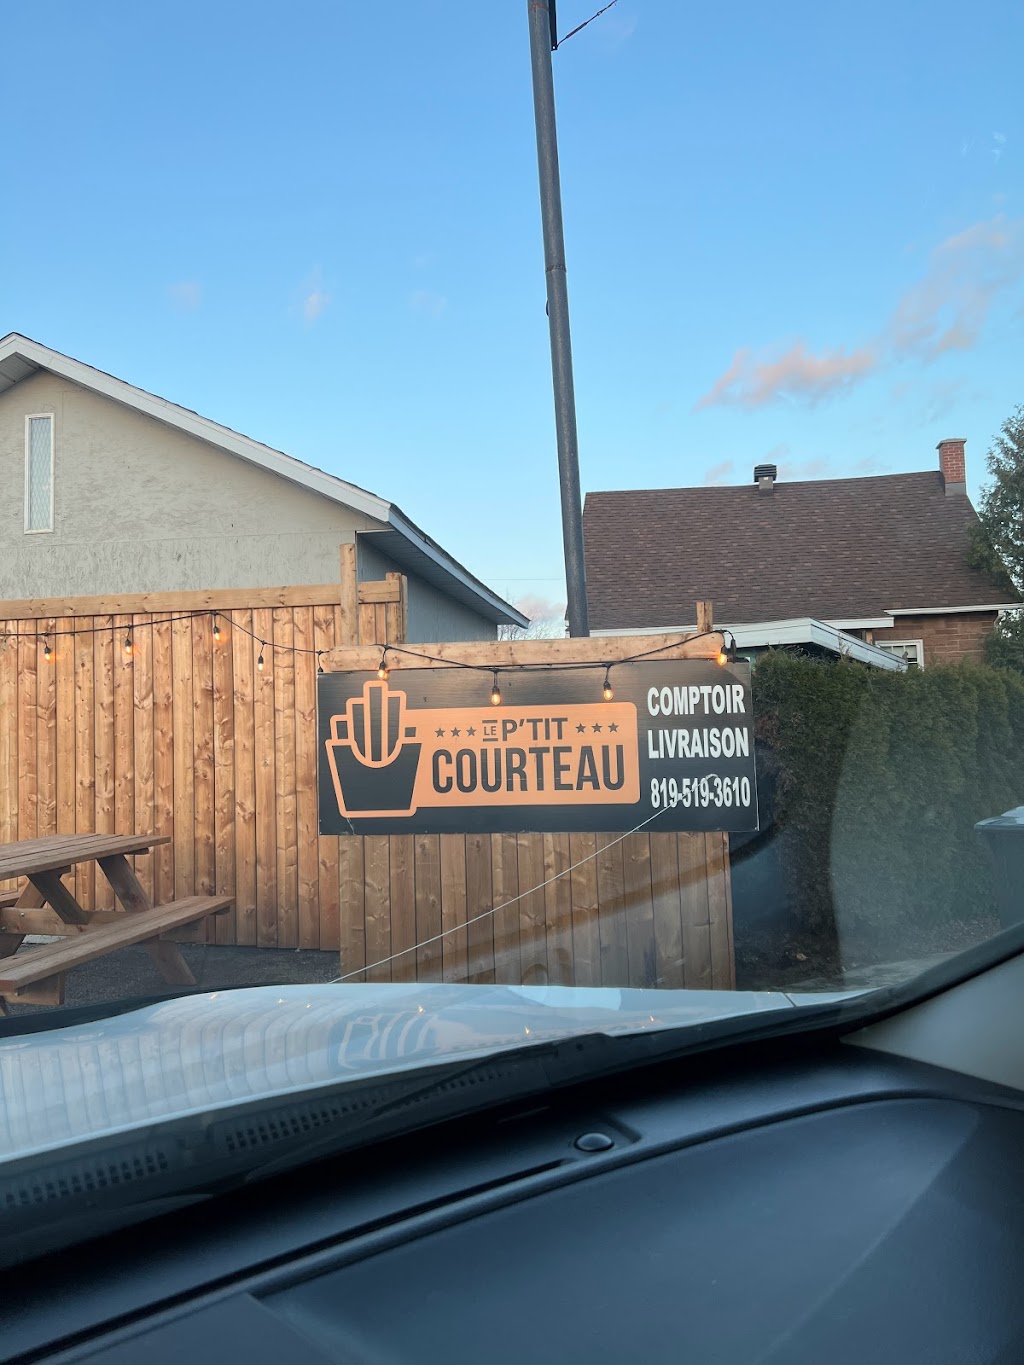 LE P'TIT
COURTEAU
COMPTOIR
LIVRAISON
819-519-3610